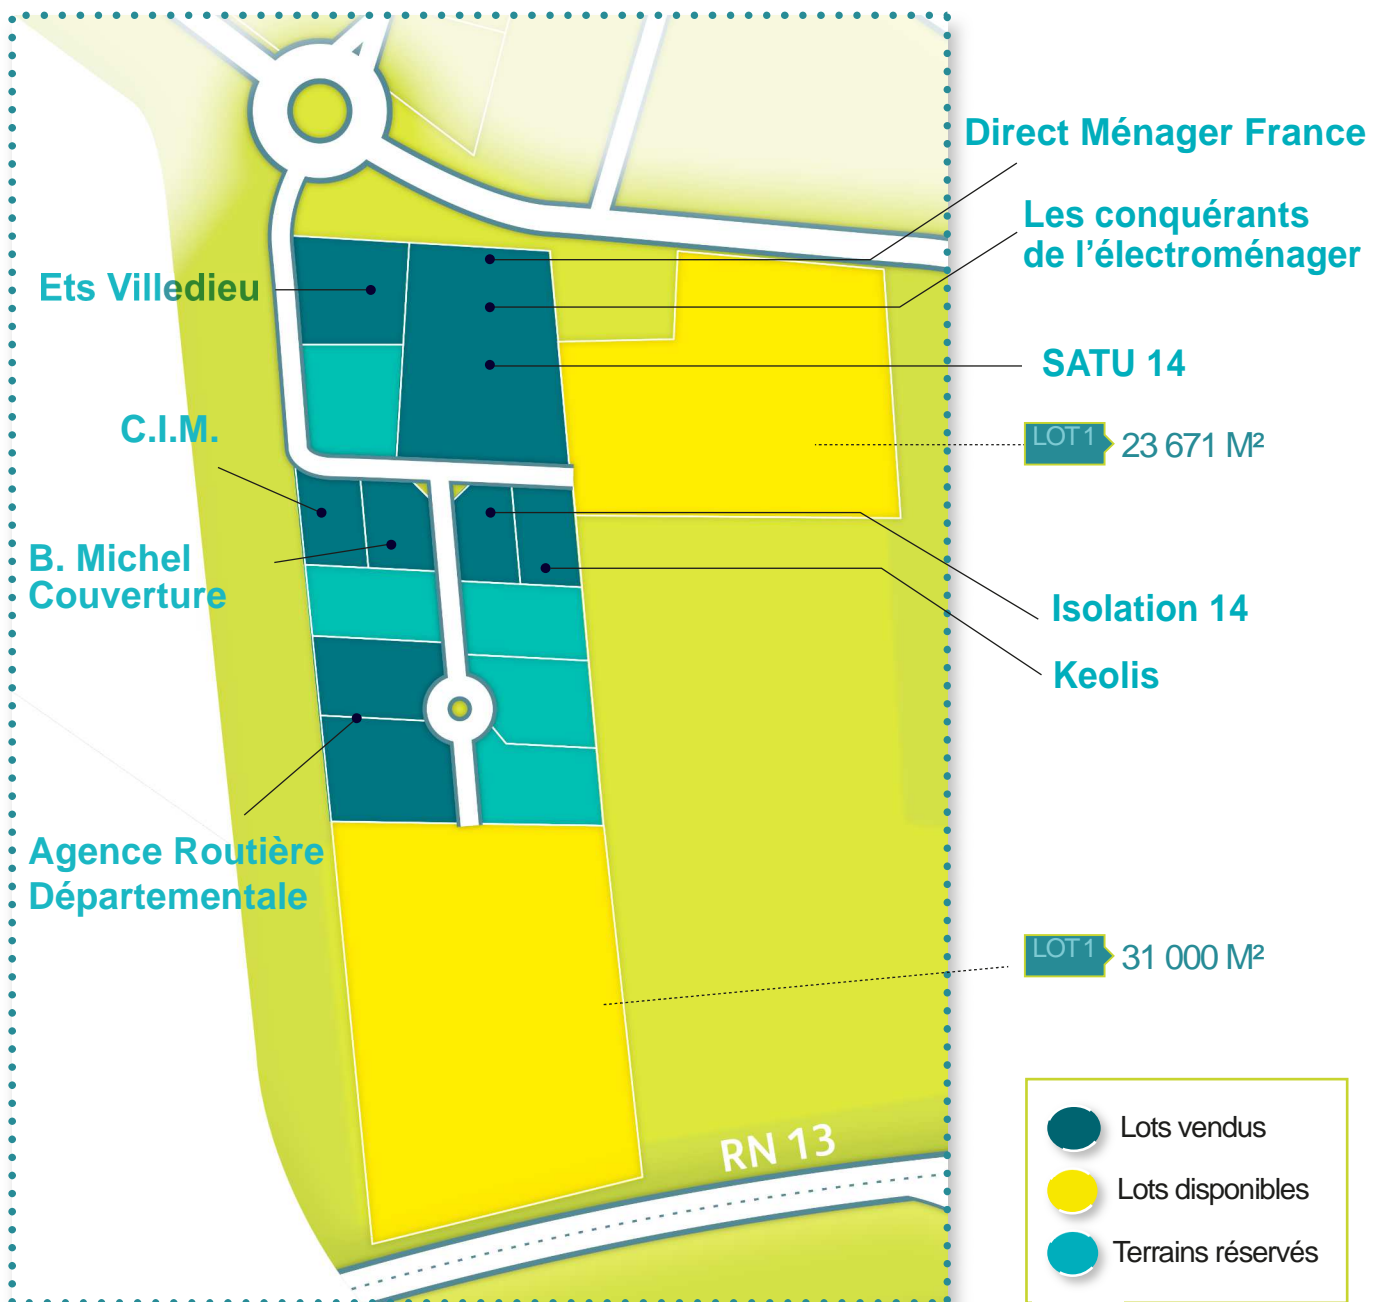 Direct Ménager France
Les conquérants
de l’électroménager
Ets Villedieu
SATU 14
C.I.M.
LOT 1 23 671 M²
B. Michel
Couverture
Isolation 14
Keolis
Agence Routière
Départementale
LOT 1 31 000 M²
RN 13
Lots vendus
Lots disponibles
Terrains réservés